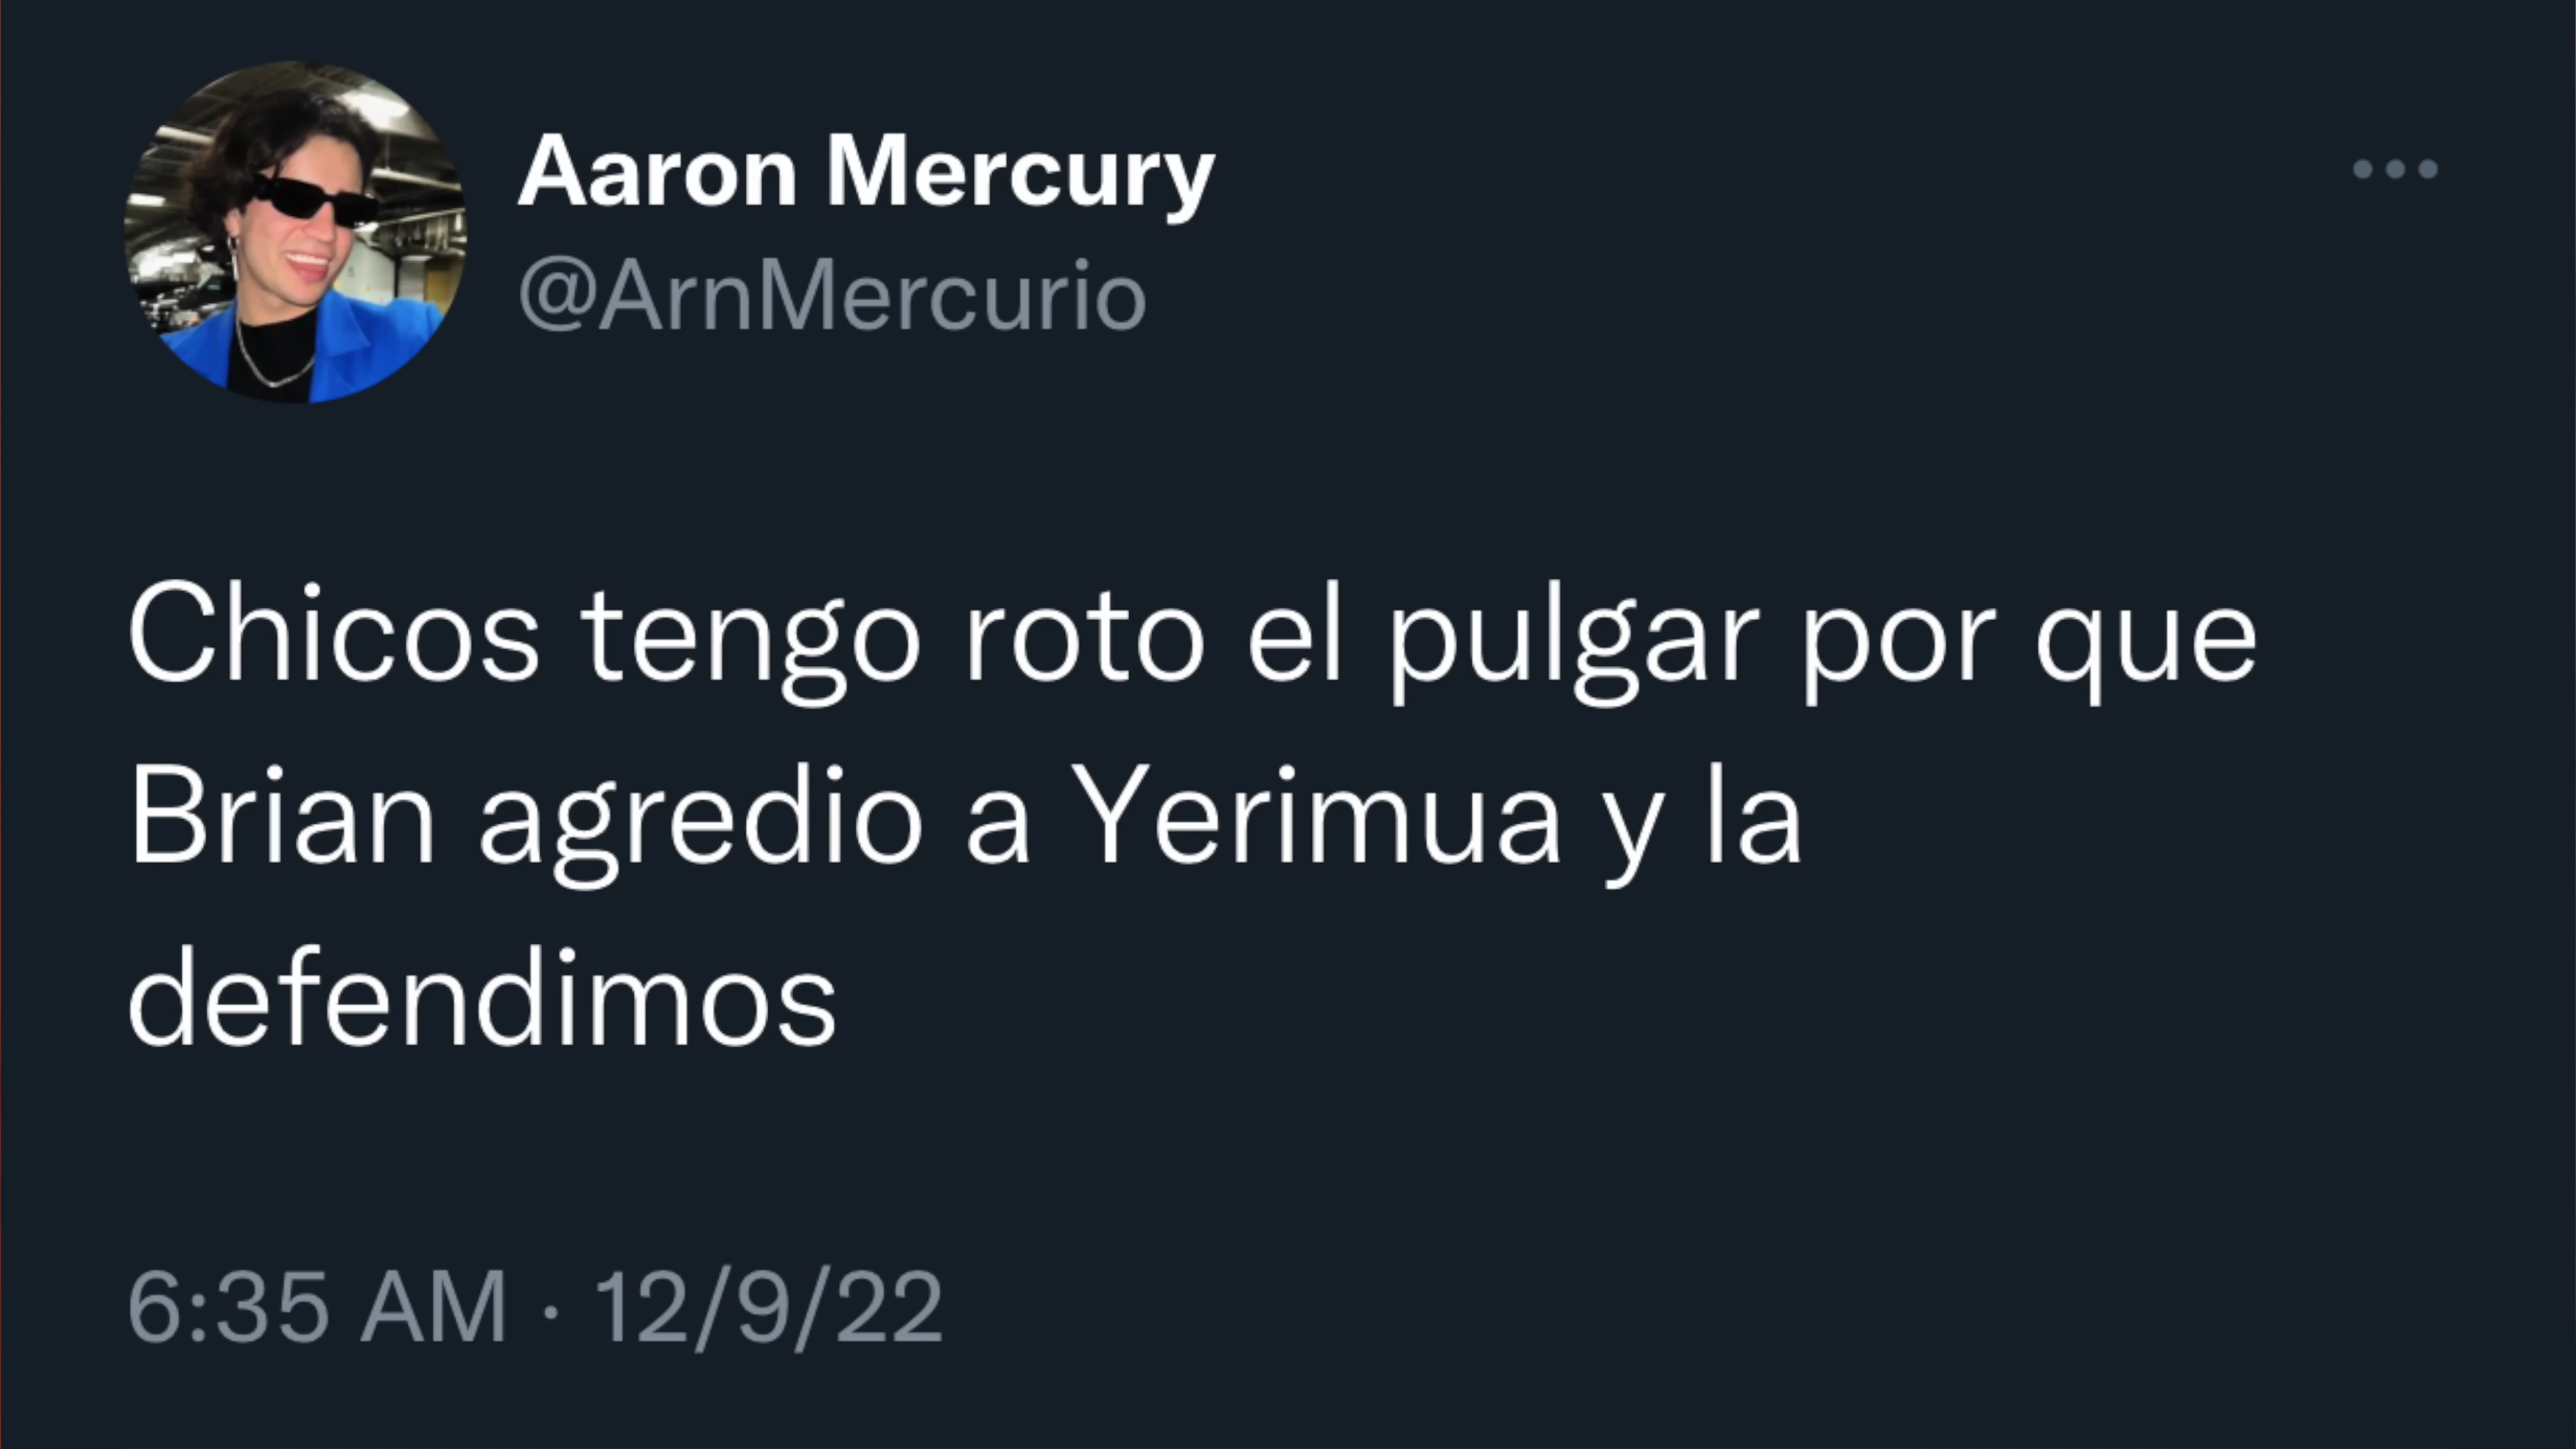 Aaron Mercury
@ArnMercurio
Chicos tengo roto el pulgar por que
Brian agredio a Yerimua y la
defendimos
6:35 AM · 12/9/22